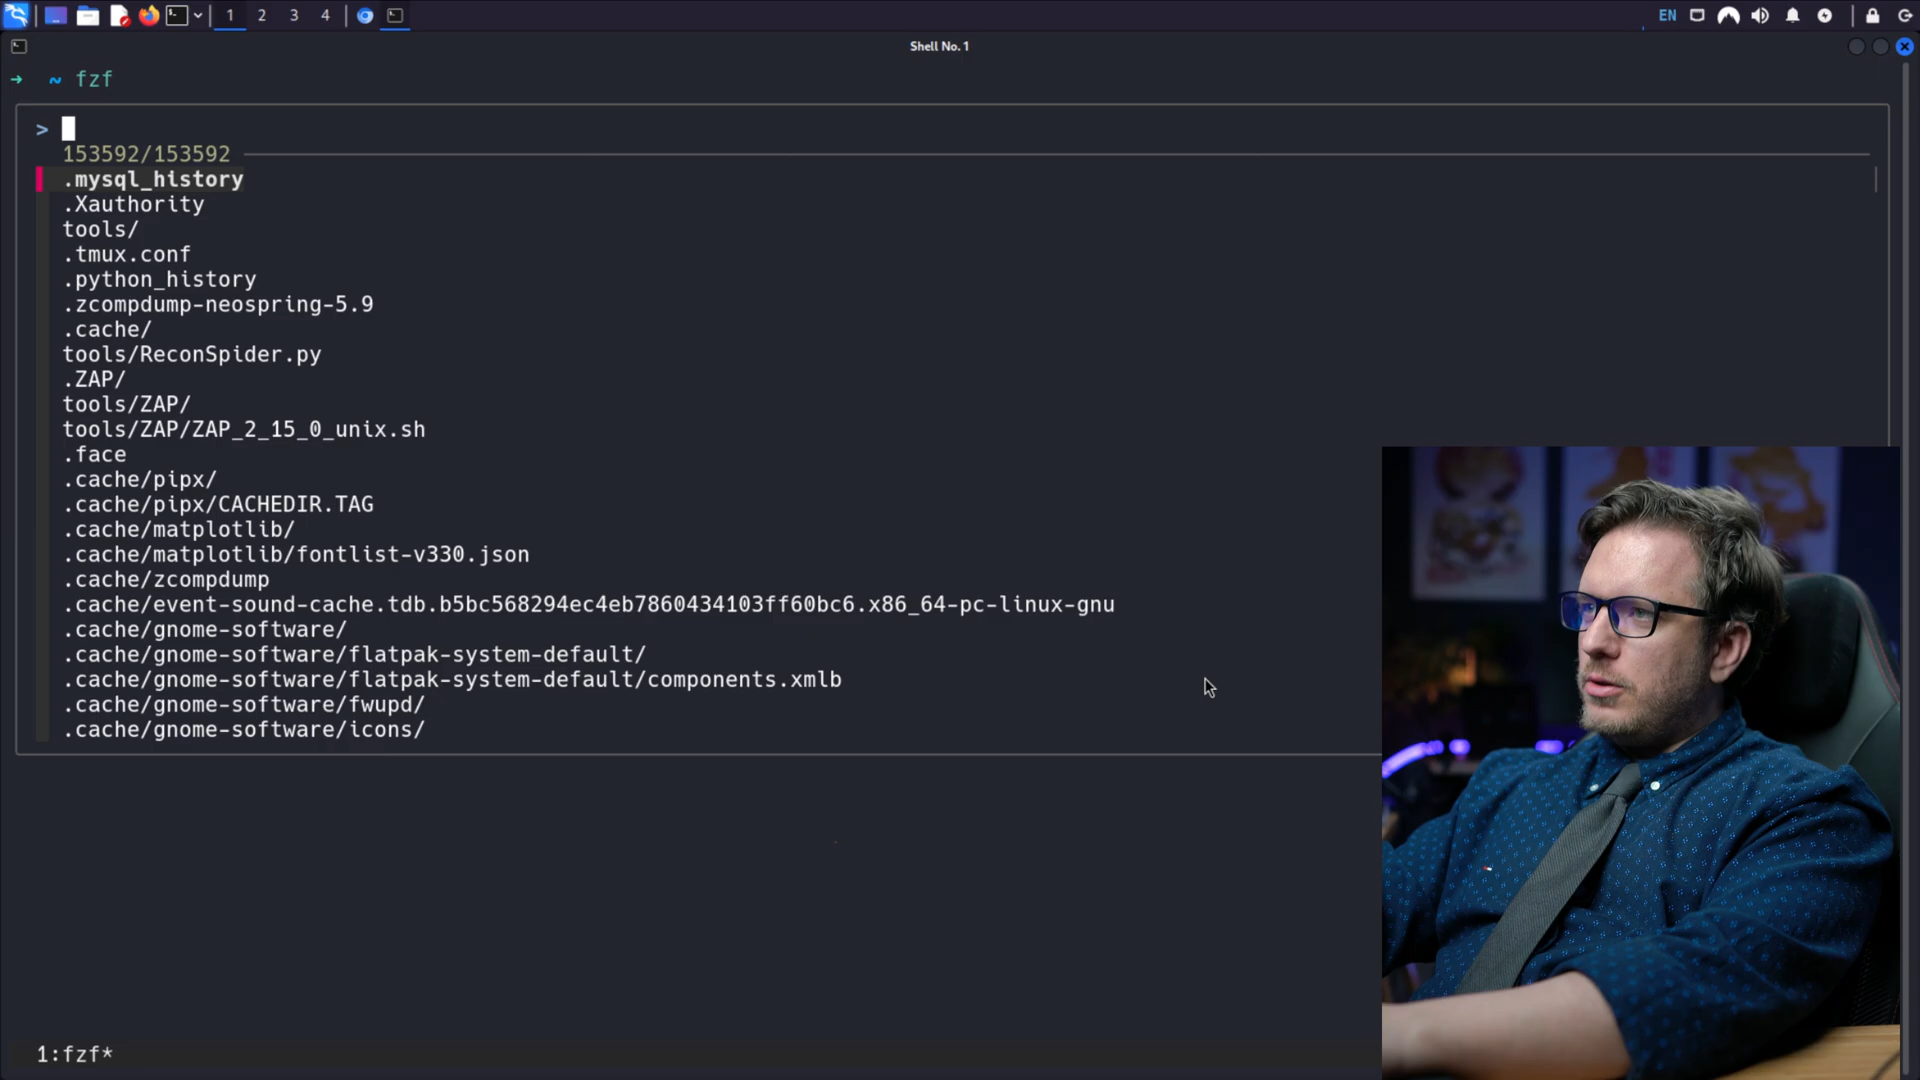 1 2 3 4
EN
Shell No. 1
→ ~ fzf
>
153592/153592
.mysql_history
.Xauthority
tools/
.tmux.conf
.python_history
.zcompdump-neospring-5.9
.cache/
tools/ReconSpider.py
.ZAP/
tools/ZAP/
tools/ZAP/ZAP_2_15_0_unix.sh
.face
.cache/pipx/
.cache/pipx/CACHEDIR.TAG
.cache/matplotlib/
.cache/matplotlib/fontlist-v330.json
.cache/zcompdump
.cache/event-sound-cache.tdb.b5bc568294ec4eb7860434103ff60bc6.x86_64-pc-linux-gnu
.cache/gnome-software/
.cache/gnome-software/flatpak-system-default/
.cache/gnome-software/flatpak-system-default/components.xmlb
.cache/gnome-software/fwupd/
.cache/gnome-software/icons/
1:fzf*